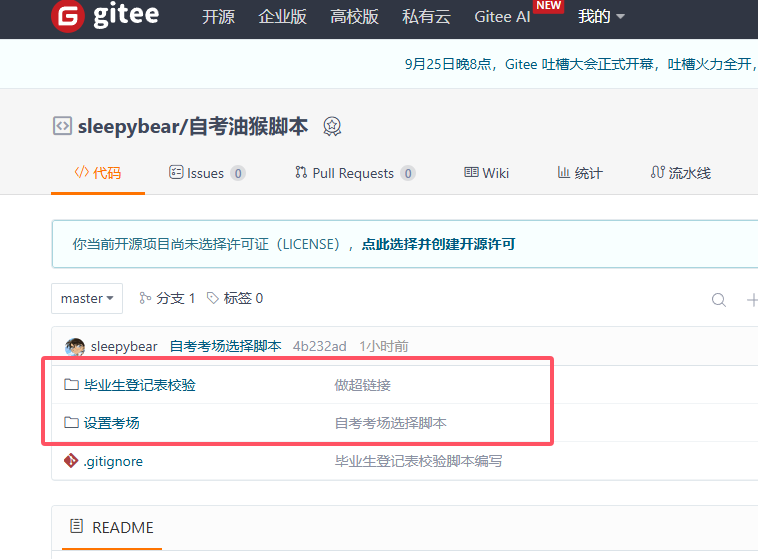 gitee 开源 企业版 高校版 私有云 Gitee AI NEW 我的
9月25日晚8点，Gitee 吐槽大会正式开幕，吐槽火力全开，
sleepybear/自考油猴脚本
代码 Issues 0 Pull Requests 0 Wiki 统计 流水线
你当前开源项目尚未选择许可证（LICENSE），点此选择并创建开源许可
master 分支 1 标签 0
sleepybear 自考考场选择脚本 4b232ad 1小时前
毕业生登记表校验 做超链接
设置考场 自考考场选择脚本
.gitignore 毕业生登记表校验脚本编写
README